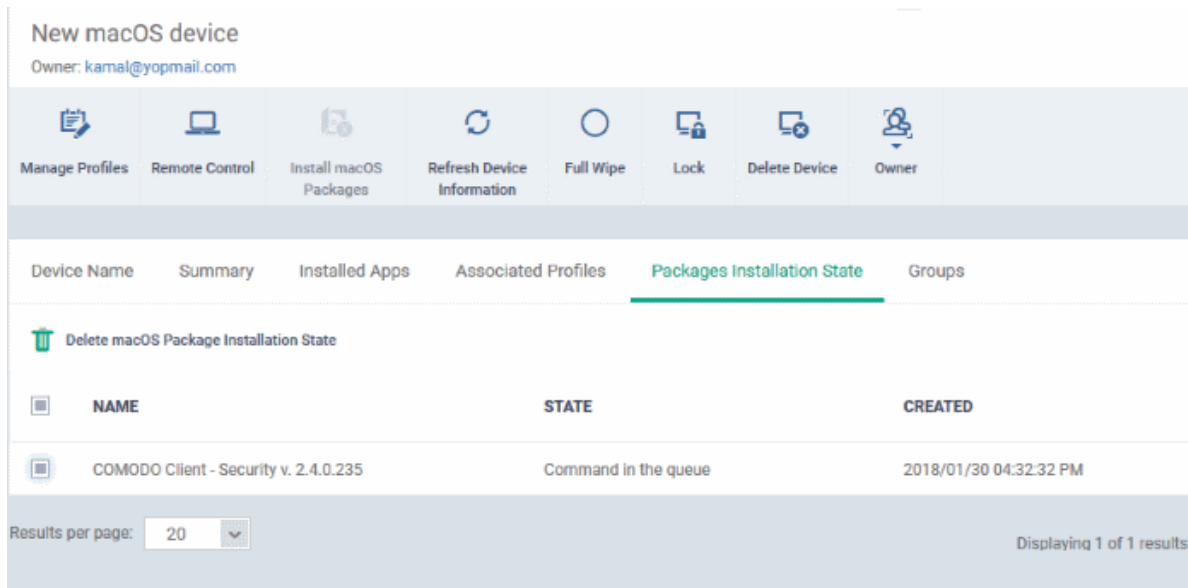 New macOS device
Owner: kamal@yopmail.com
Manage Profiles
Remote Control
Install macOS
Packages
Refresh Device
Information
Full Wipe
Lock
Delete Device
Owner
Device Name Summary Installed Apps Associated Profiles Packages Installation State Groups
Delete macOS Package Installation State
NAME STATE CREATED
COMODO Client - Security v. 2.4.0.235 Command in the queue 2018/01/30 04:32:32 PM
Results per page: 20
Displaying 1 of 1 results